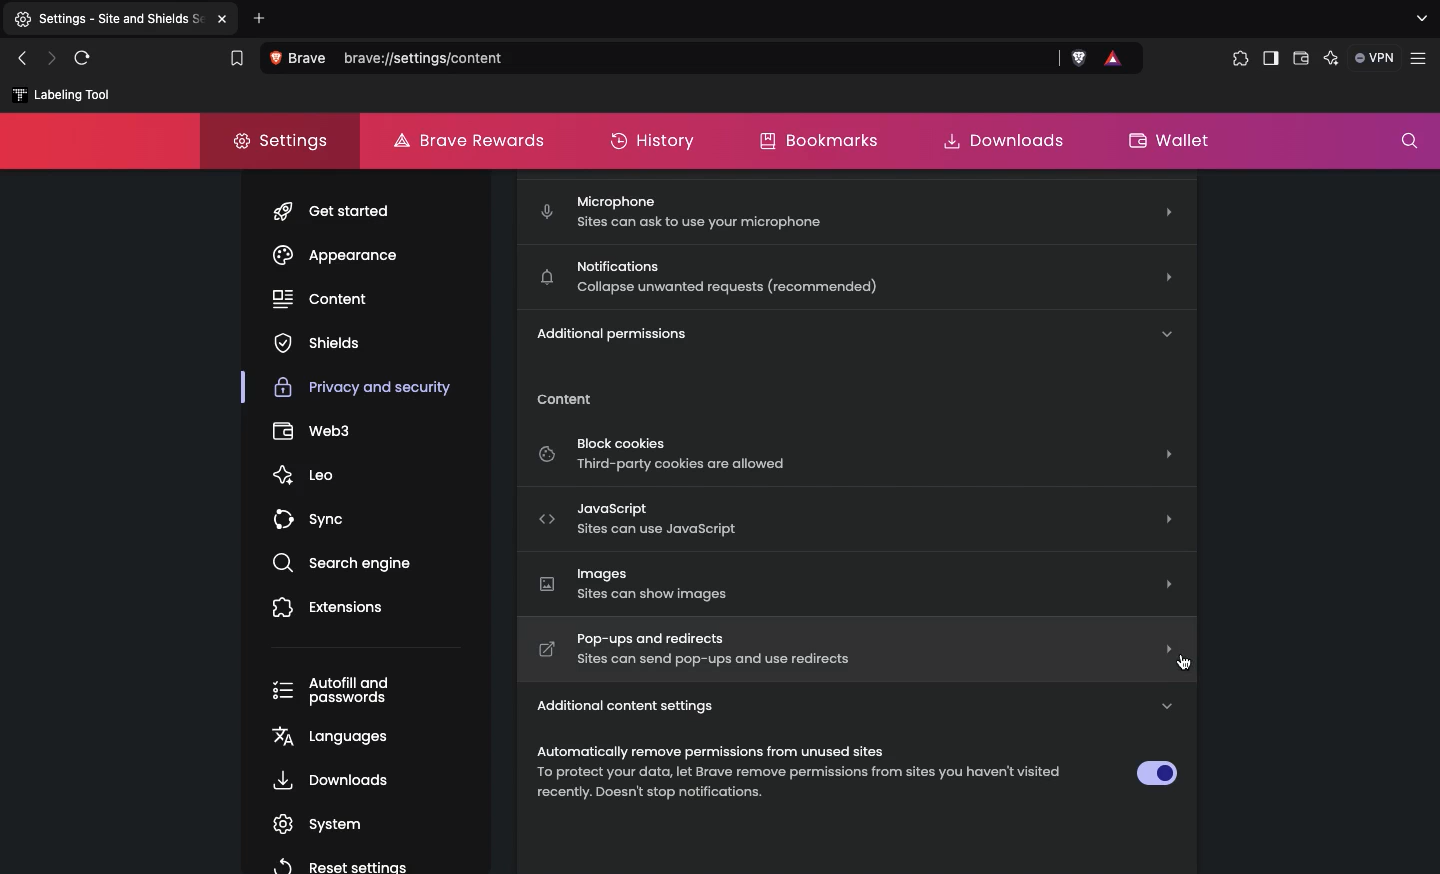 Settings - Site and Shields Se
Brave
brave://settings/content
VPN
Labeling Tool
Settings
Brave Rewards
History
Bookmarks
Downloads
Wallet
Get started
Appearance
Content
Shields
Privacy and security
Web3
Leo
Sync
Search engine
Extensions
Autofill and
passwords
Languages
Downloads
System
Reset settings
Microphone
Sites can ask to use your microphone
Notifications
Collapse unwanted requests (recommended)
Additional permissions
Content
Block cookies
Third-party cookies are allowed
JavaScript
Sites can use JavaScript
Images
Sites can show images
Pop-ups and redirects
Sites can send pop-ups and use redirects
Additional content settings
Automatically remove permissions from unused sites
To protect your data, let Brave remove permissions from sites you haven't visited
recently. Doesn't stop notifications.